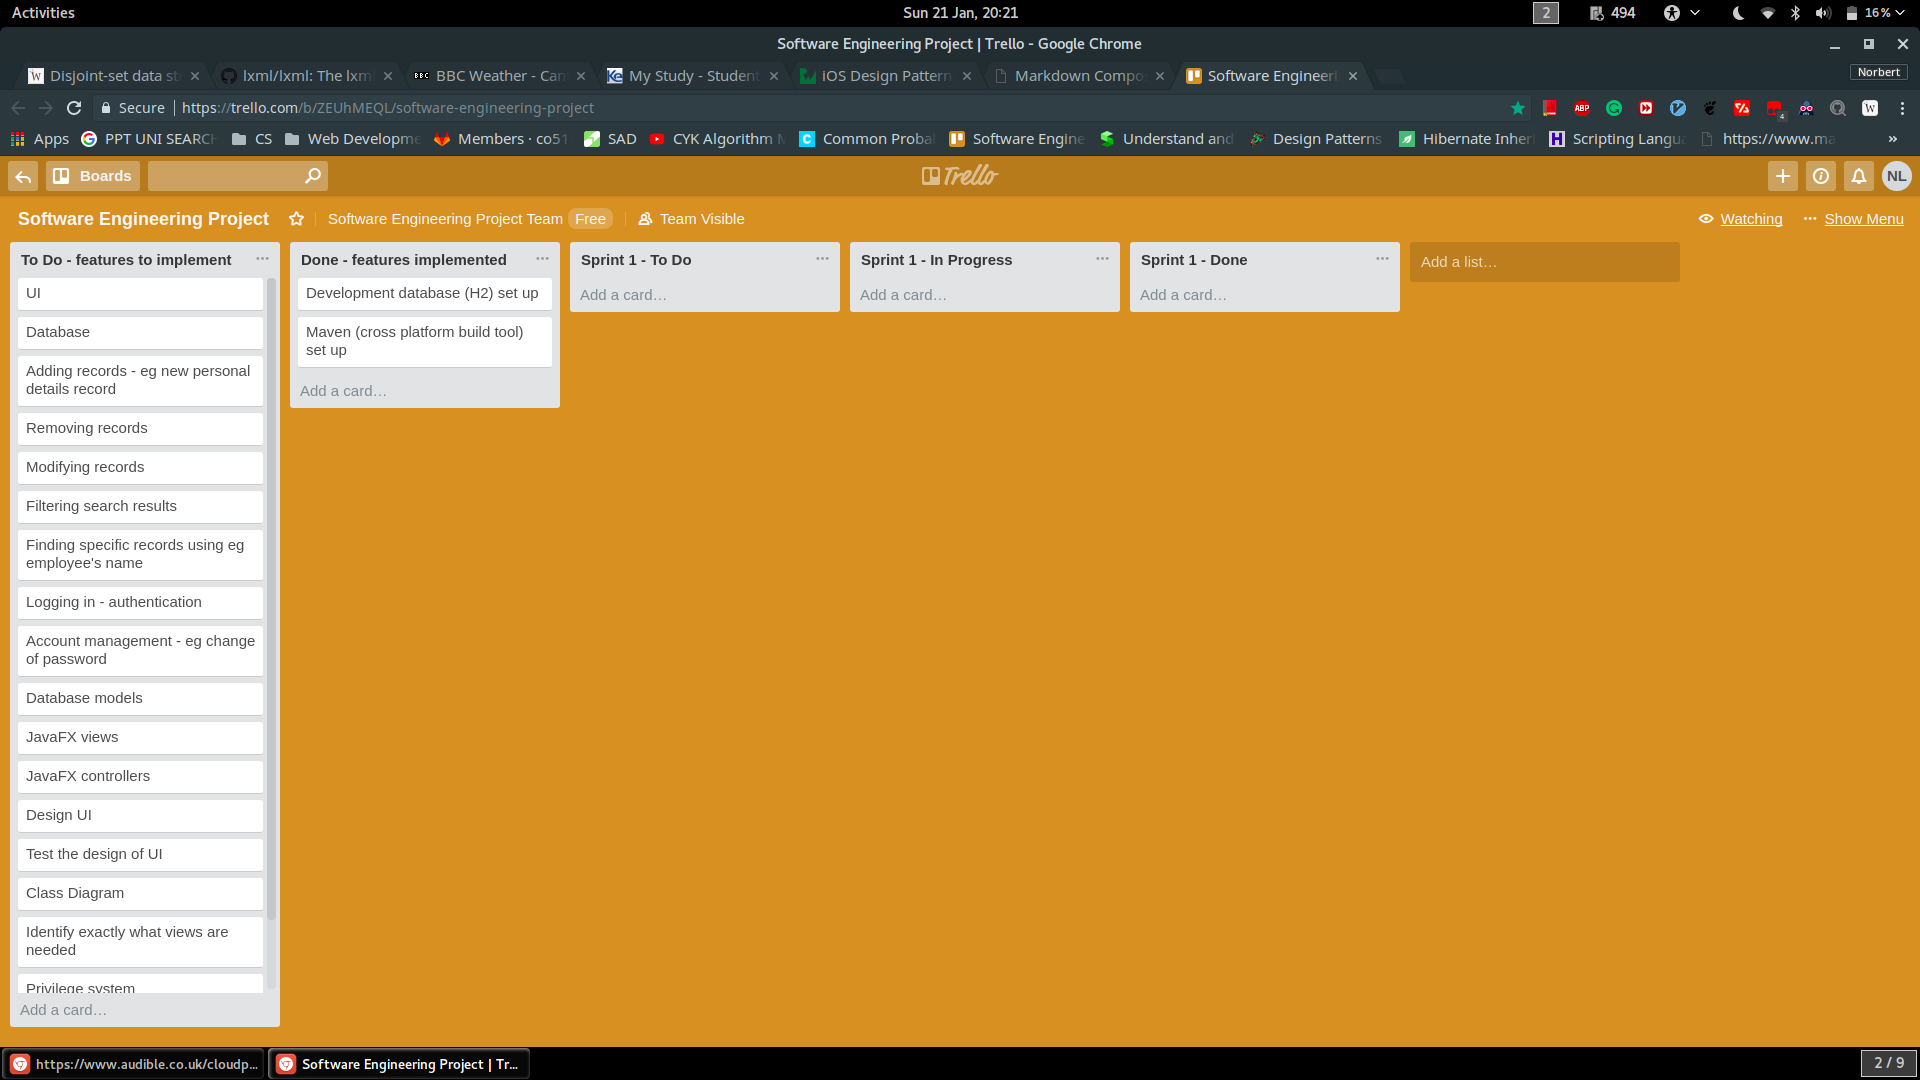 Activities
Sun 21 Jan, 20:21
2
494
16%
Software Engineering Project | Trello - Google Chrome
Disjoint-set data st
lxml/lxml: The lxml
BBC Weather - Can
My Study - Student
iOS Design Pattern
Markdown Compo
Software Engineeri
Norbert
Secure
https://trello.com/b/ZEUhMEQL/software-engineering-project
Apps
PPT UNI SEARCH
CS
Web Developme
Members · co51
SAD
CYK Algorithm
Common Proba
Software Engine
Understand and
Design Patterns
Hibernate Inheri
Scripting Langua
https://www.ma
»
Boards
Trello
NL
Software Engineering Project
Software Engineering Project Team
Free
Team Visible
Watching
Show Menu
To Do - features to implement
UI
Database
Adding records - eg new personal
details record
Removing records
Modifying records
Filtering search results
Finding specific records using eg
employee's name
Logging in - authentication
Account management - eg change
of password
Database models
JavaFX views
JavaFX controllers
Design UI
Test the design of UI
Class Diagram
Identify exactly what views are
needed
Privilege system
Add a card…
Done - features implemented
Development database (H2) set up
Maven (cross platform build tool)
set up
Add a card…
Sprint 1 - To Do
Add a card…
Sprint 1 - In Progress
Add a card…
Sprint 1 - Done
Add a card…
Add a list…
https://www.audible.co.uk/cloudp...
Software Engineering Project | Tr...
2 / 9